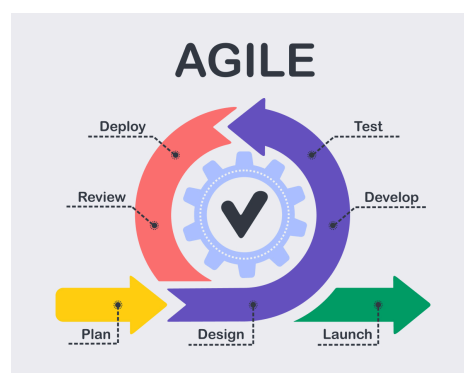 AGILE
Deploy
Test
Review
Develop
Plan
Design
Launch